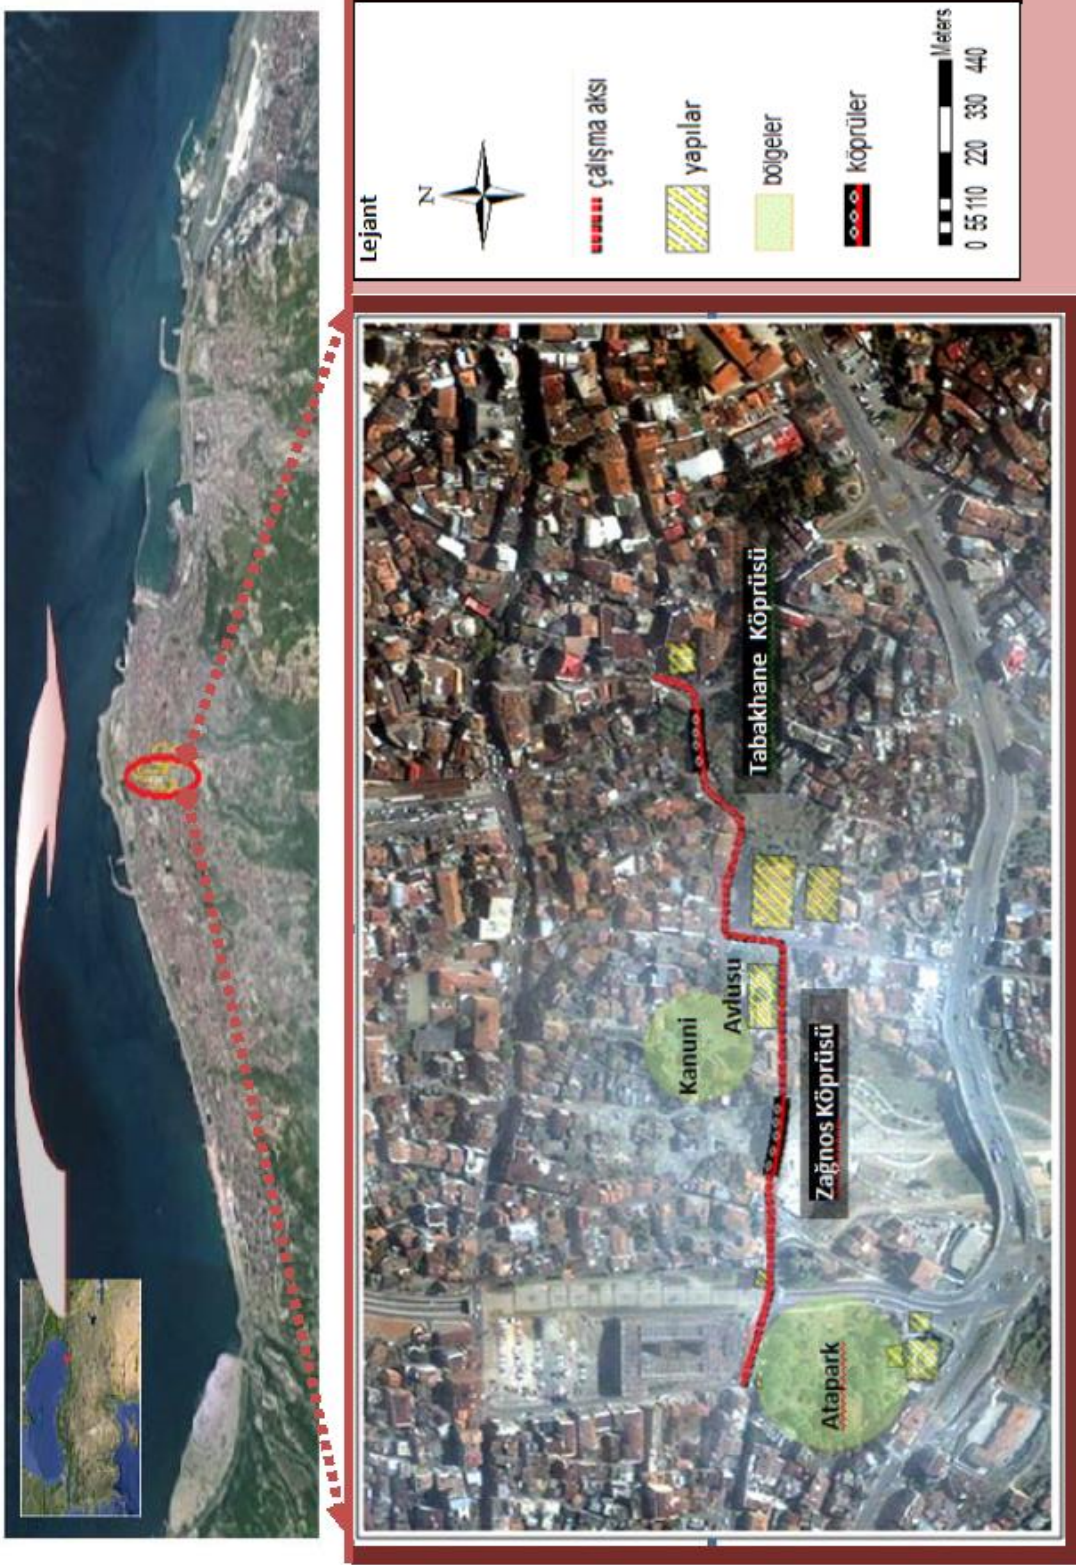 Lejant
N
çalışma aksı
yapılar
bölgeler
köprüler
Meters
0 55 110 220 330 440
Atapark
Zağnos Köprüsü
Kanuni
Avlusu
Tabakhane Köprüsü